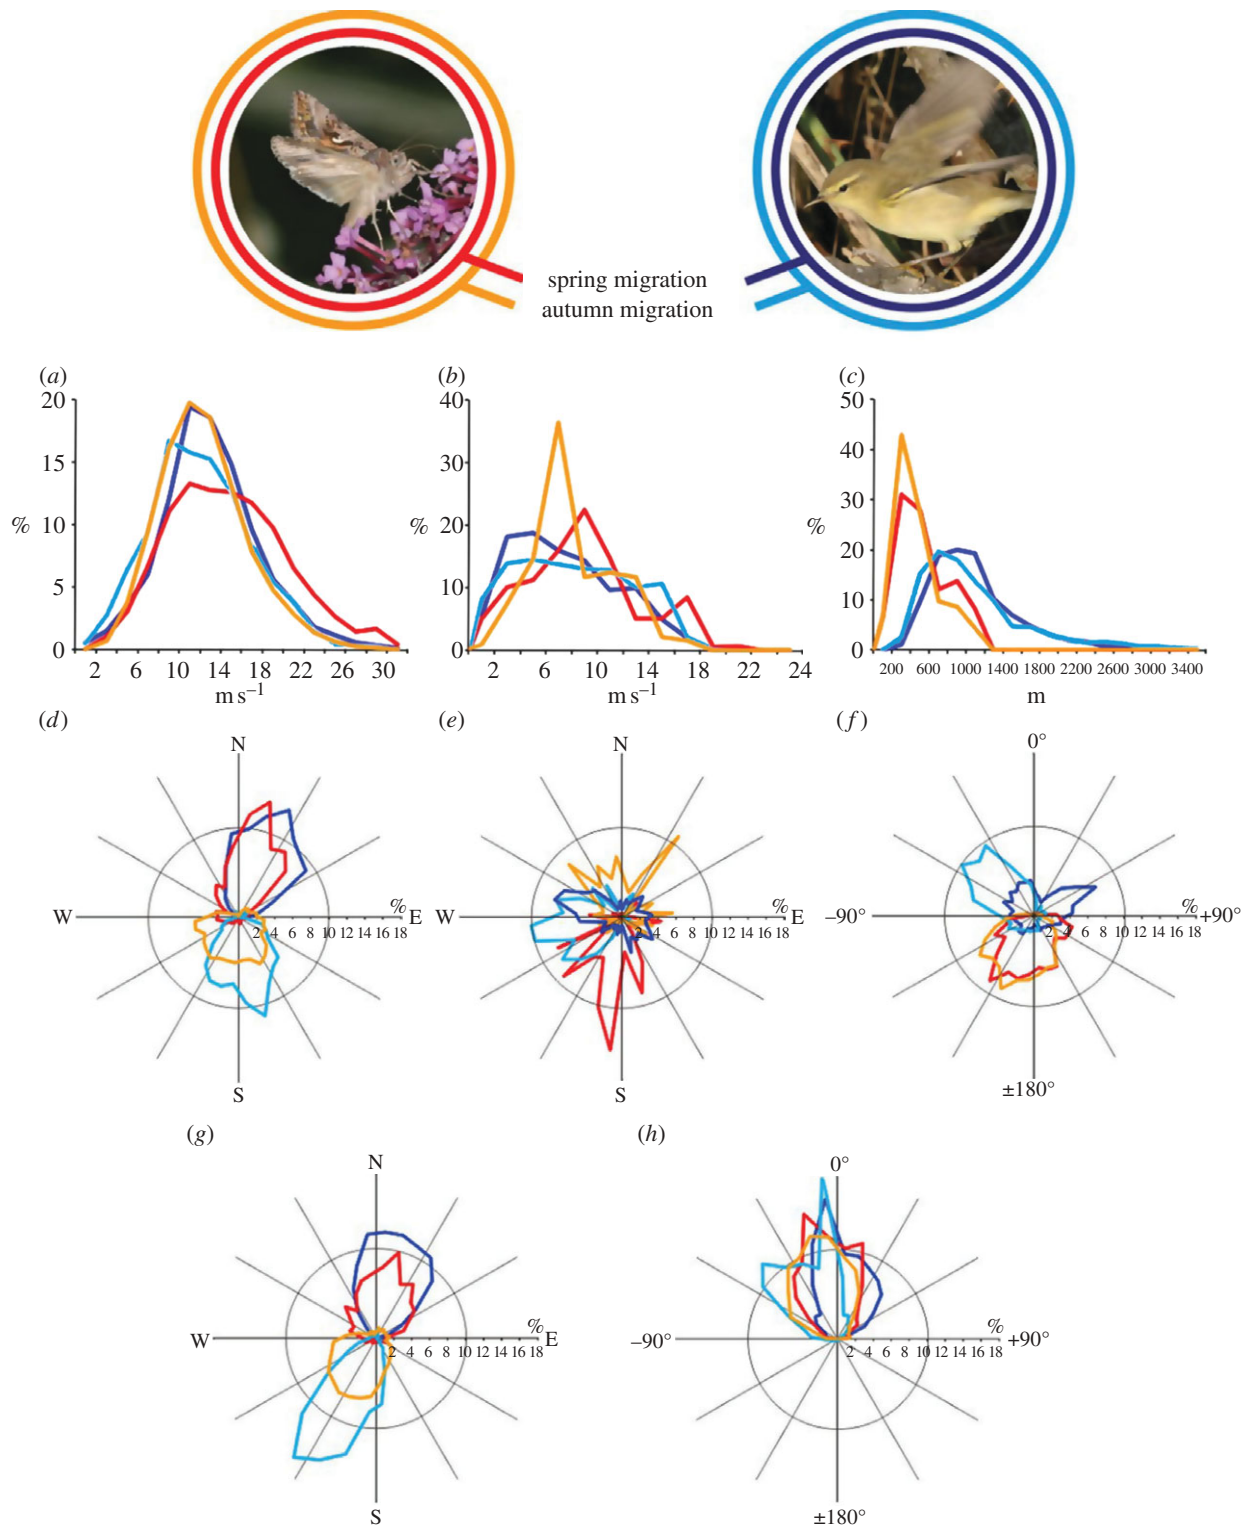 spring migration
autumn migration
(a)
(b)
(c)
20
15
10
5
0
%
2 6 10 14 18 22 26 30
m s−1
40
30
20
10
0
%
2 6 10 14 18 22 24
m s−1
50
40
30
20
10
0
%
200 600 1000 1400 1800 2200 2600 3000 3400
m
(d)
(e)
(f)
N
W
% E
2 4 6 8 10 12 14 16 18
S
N
W
% E
2 4 6 8 10 12 14 16 18
S
0°
−90°
% +90°
2 4 6 8 10 12 14 16 18
±180°
(g)
(h)
N
W
% E
2 4 6 8 10 12 14 16 18
S
0°
−90°
% +90°
2 4 6 8 10 12 14 16 18
±180°